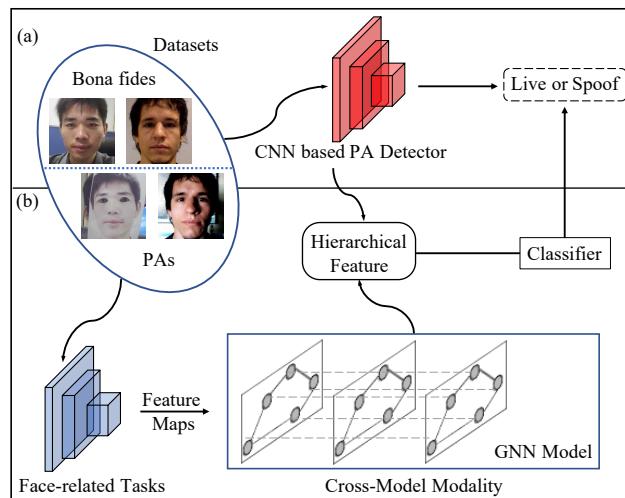 (a)
Datasets
Bona fides
Live or Spoof
CNN based PA Detector
(b)
PAs
Hierarchical
Feature
Classifier
Feature
Maps
GNN Model
Face-related Tasks
Cross-Model Modality